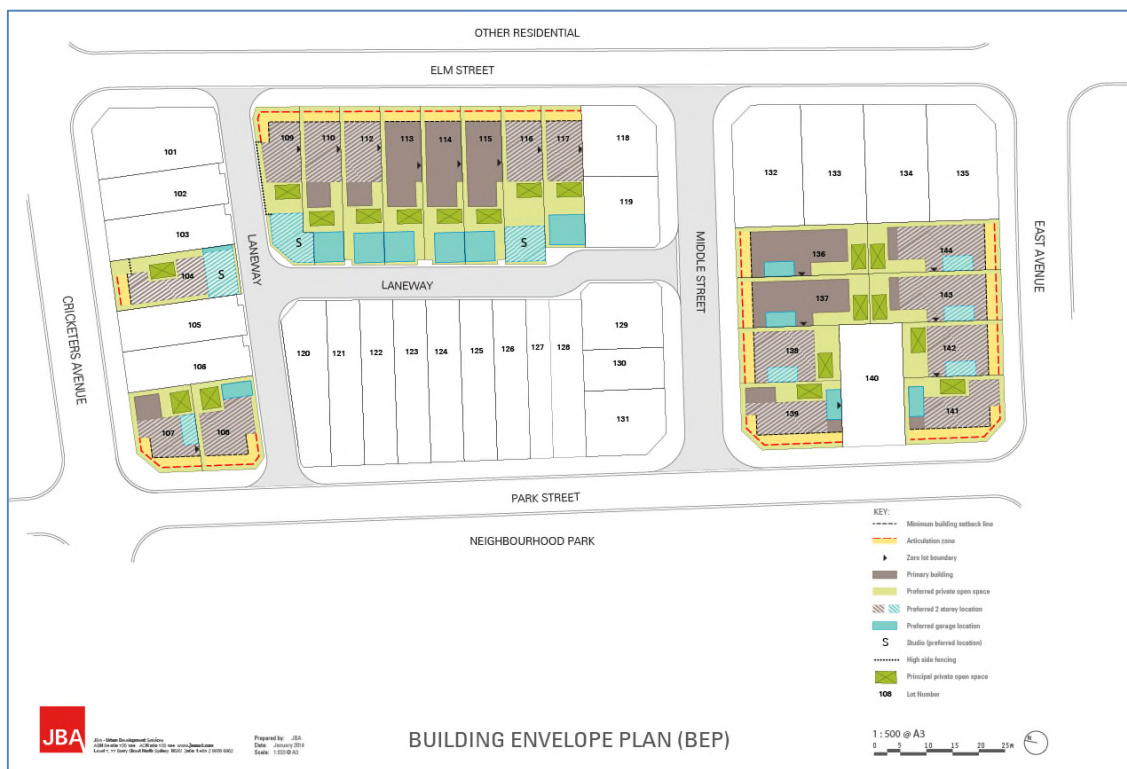 OTHER RESIDENTIAL
ELM STREET
101
102
103
104
S
105
106
107
108
CRICKETERS AVENUE
LANEWAY
109
110
112
113
114
115
116
117
118
119
S
S
LANEWAY
120
121
122
123
124
125
126
127
128
129
130
131
MIDDLE STREET
132
133
134
135
136
144
137
143
138
142
140
139
141
EAST AVENUE
PARK STREET
NEIGHBOURHOOD PARK
KEY:
Minimum building setback line
Articulation zone
Zero lot boundary
Primary building
Preferred private open space
Preferred 2 storey location
Preferred garage location
S Studio (preferred location)
High side fencing
Principal private open space
108 Lot Number
JBA
JBA - Urban Development Services
Prepared by: JBA
Date: January 2014
BUILDING ENVELOPE PLAN (BEP)
1 : 500 @ A3
0 5 10 15 20 25M
N